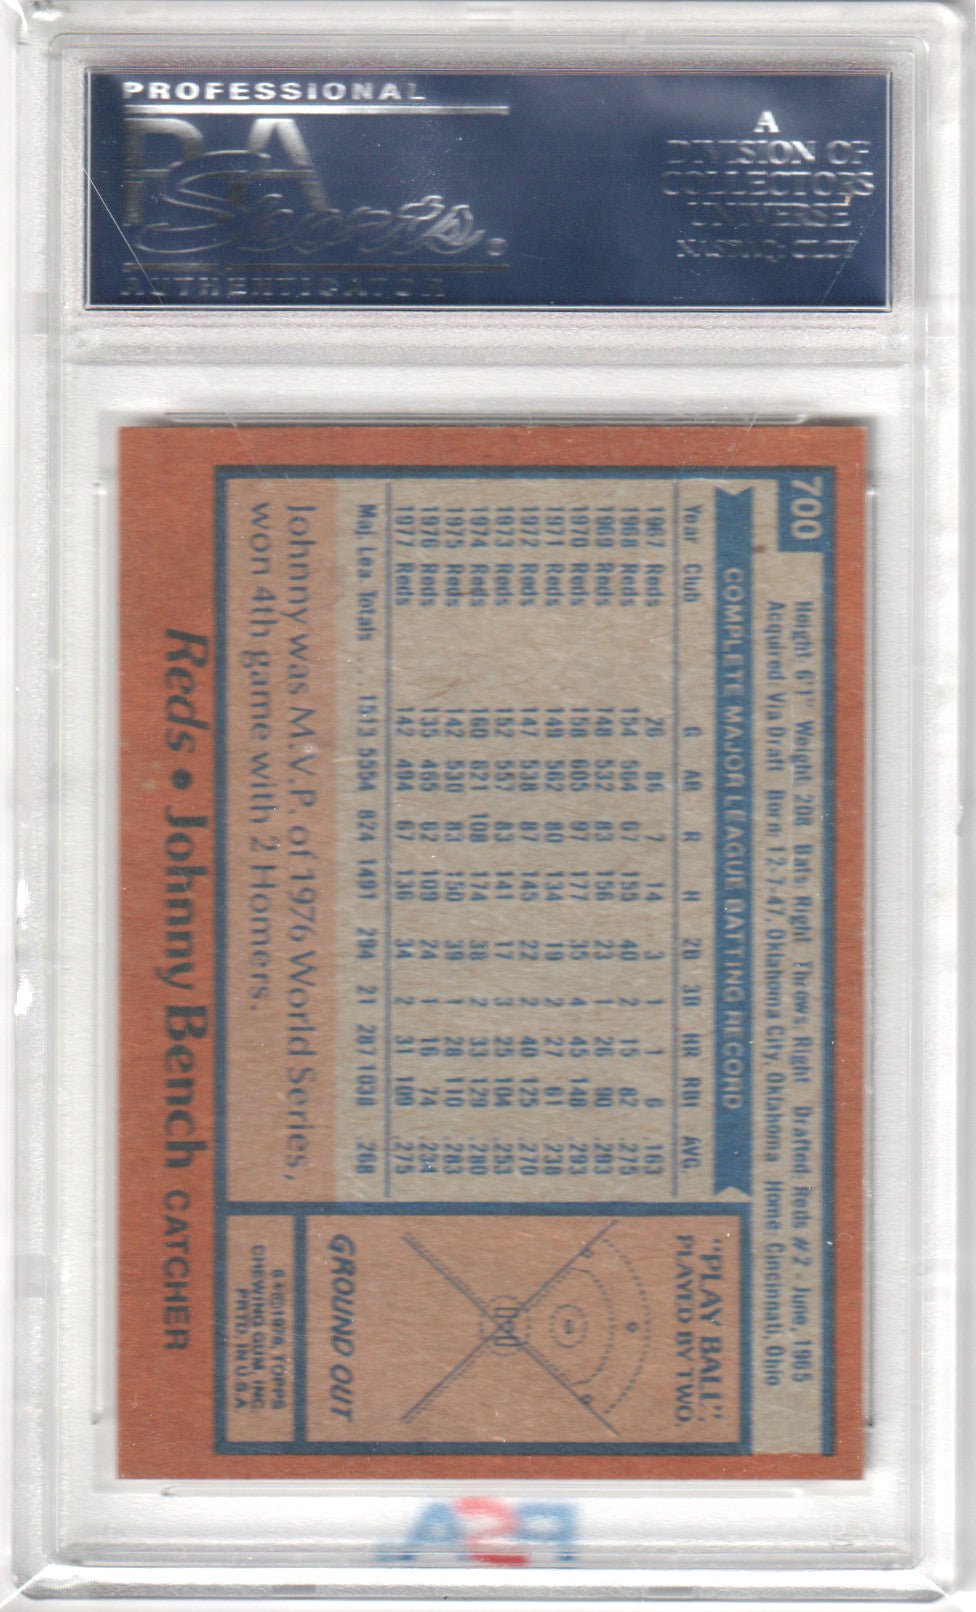 PROFESSIONAL
PSA
Sports
AUTHENTICATOR
A
DIVISION OF
COLLECTORS
UNIVERSE
NASDAQ: CLCT
700
Height 6'1" Weight 208 Bats: Right Throws: Right Drafted: Reds #2 - June, 1965
Acquired: Via Draft Born: 12-7-47, Oklahoma City, Oklahoma Home: Cincinnati, Ohio
COMPLETE MAJOR LEAGUE BATTING RECORD
Year Club G AB R H 2B 3B HR RBI AVG
1967 Reds 26 86 7 14 3 1 1 6 .163
1968 Reds 154 564 67 155 40 2 15 82 .275
1969 Reds 148 532 83 156 23 1 26 90 .293
1970 Reds 158 605 97 177 35 4 45 148 .293
1971 Reds 149 562 80 134 19 2 27 61 .238
1972 Reds 147 538 87 145 22 2 40 125 .270
1973 Reds 152 557 83 141 17 3 25 104 .253
1974 Reds 160 621 108 174 38 2 33 129 .280
1975 Reds 142 530 83 150 39 1 28 110 .283
1976 Reds 135 465 62 109 24 1 16 74 .234
1977 Reds 142 494 67 136 34 2 31 109 .275
Maj. Lea. Totals ... 1513 5554 824 1491 294 21 287 1038 .268
Johnny was M.V.P. of 1976 World Series,
won 4th game with 2 Homers.
Reds • Johnny Bench CATCHER
"PLAY BALL",
PLAYED BY TWO.
GROUND OUT
©1978, TOPPS
CHEWING GUM, INC.
PRTD. IN U.S.A.
PSA